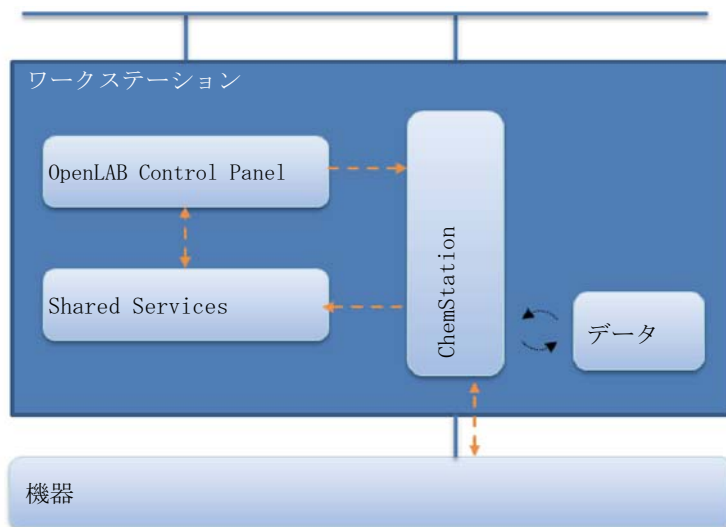 ワークステーション
OpenLAB Control Panel
Shared Services
ChemStation
データ
機器